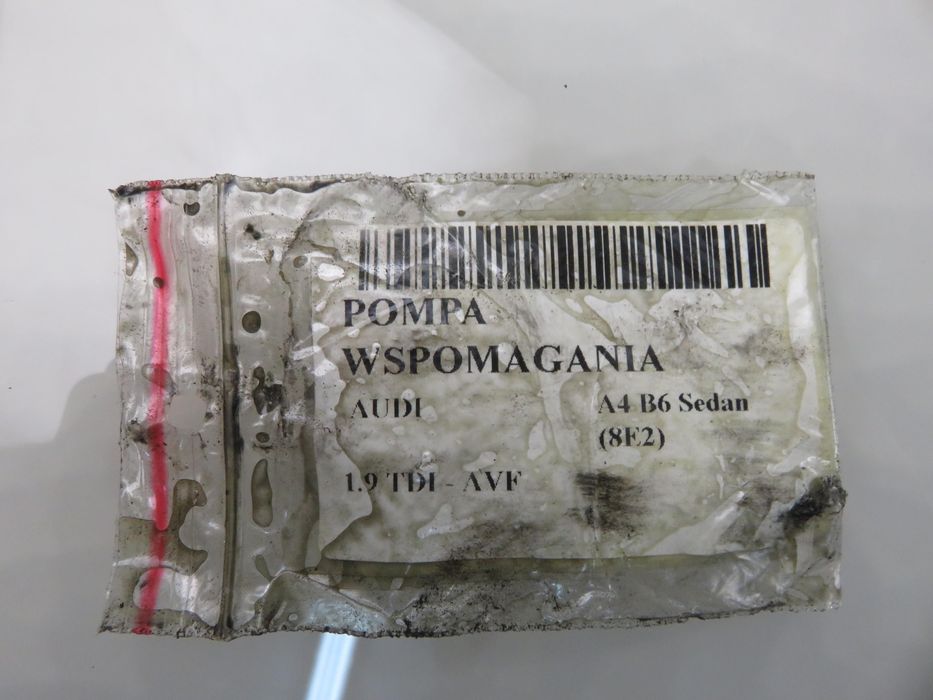 POMPA
WSPOMAGANIA
AUDI A4 B6 Sedan
(8E2)
1.9 TDI - AVF